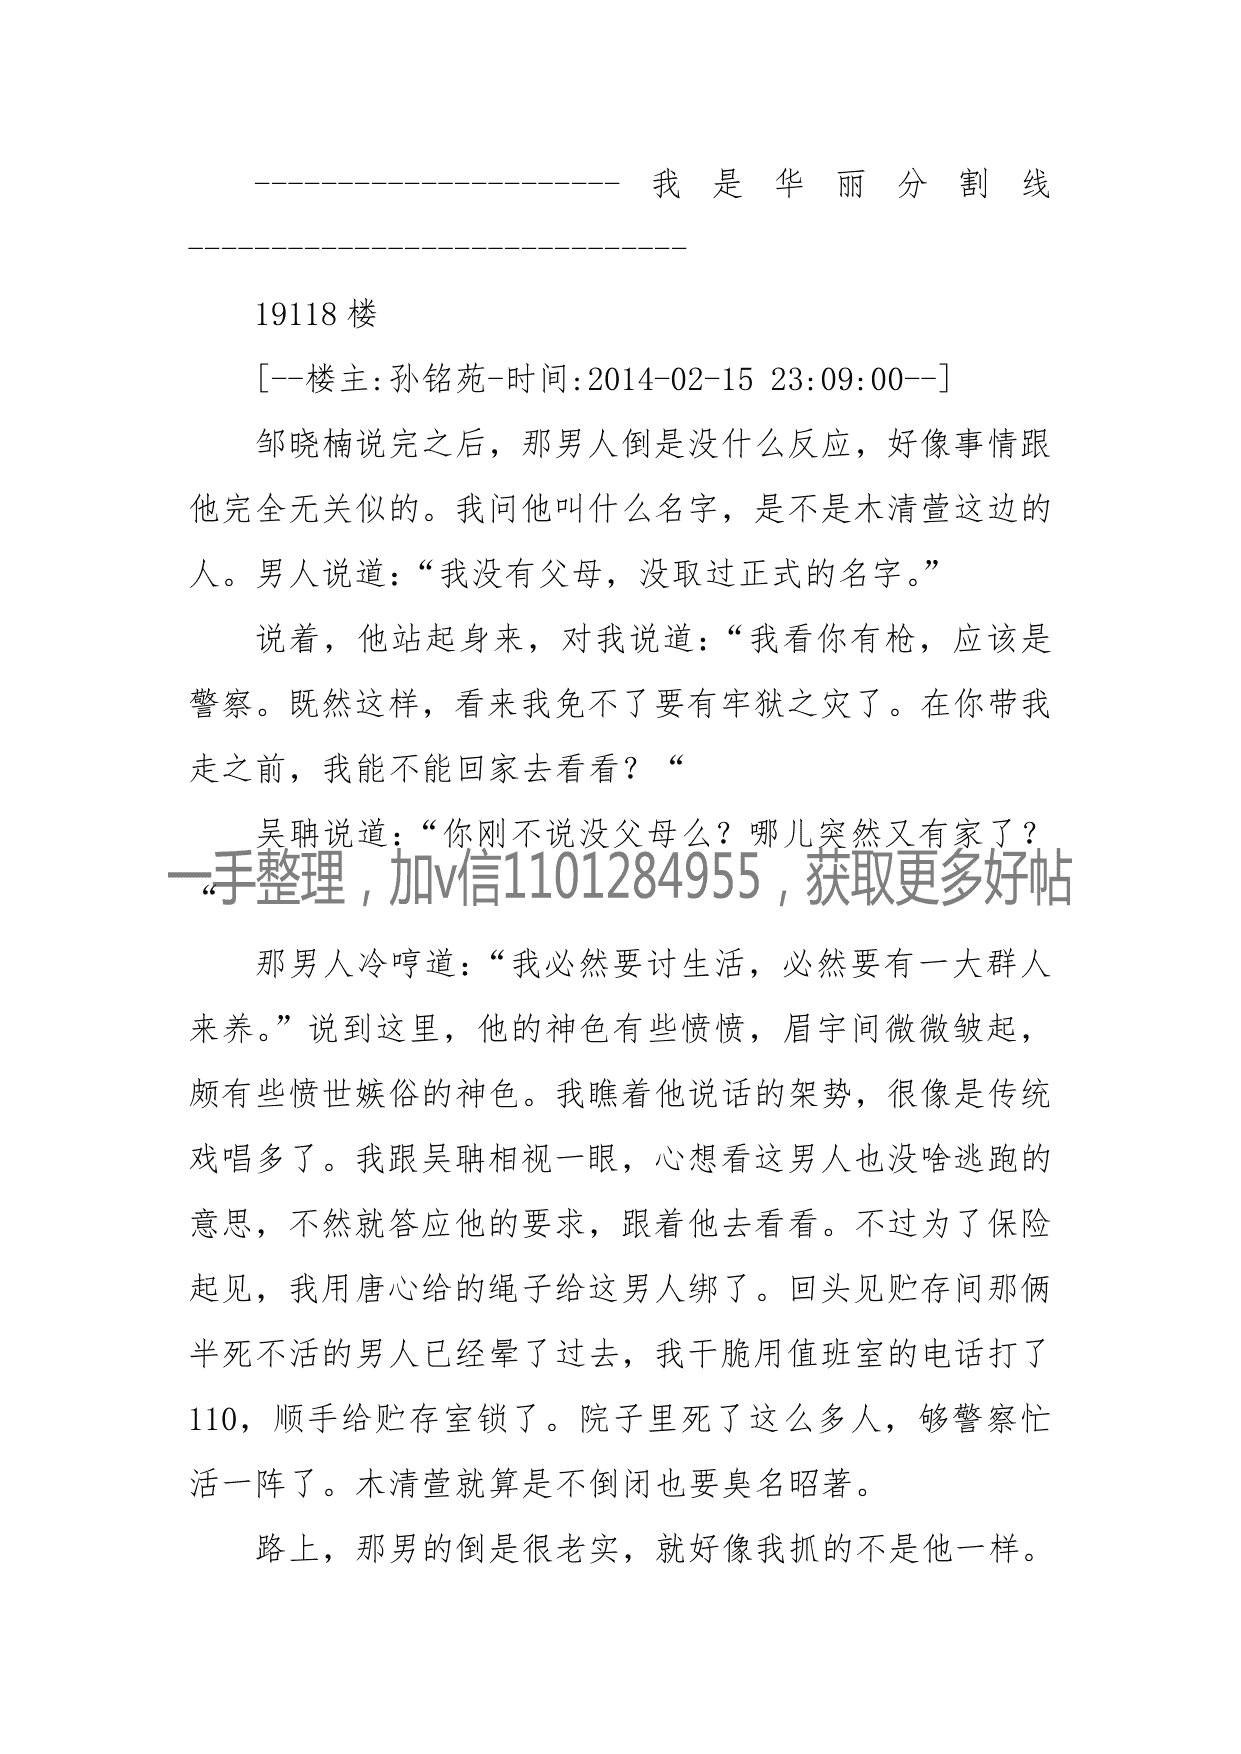 ---------------------- 我 是 华 丽 分 割 线
------------------------------
19118 楼
[--楼主:孙铭苑-时间:2014-02-15 23:09:00--]
邹晓楠说完之后，那男人倒是没什么反应，好像事情跟
他完全无关似的。我问他叫什么名字，是不是木清萱这边的
人。男人说道：“我没有父母，没取过正式的名字。”
说着，他站起身来，对我说道：“我看你有枪，应该是
警察。既然这样，看来我免不了要有牢狱之灾了。在你带我
走之前，我能不能回家去看看？“
吴聃说道：“你刚不说没父母么？哪儿突然又有家了？
“
一手整理，加v信1101284955，获取更多好帖
那男人冷哼道：“我必然要讨生活，必然要有一大群人
来养。”说到这里，他的神色有些愤愤，眉宇间微微皱起，
颇有些愤世嫉俗的神色。我瞧着他说话的架势，很像是传统
戏唱多了。我跟吴聃相视一眼，心想看这男人也没啥逃跑的
意思，不然就答应他的要求，跟着他去看看。不过为了保险
起见，我用唐心给的绳子给这男人绑了。回头见贮存间那俩
半死不活的男人已经晕了过去，我干脆用值班室的电话打了
110，顺手给贮存室锁了。院子里死了这么多人，够警察忙
活一阵了。木清萱就算是不倒闭也要臭名昭著。
路上，那男的倒是很老实，就好像我抓的不是他一样。